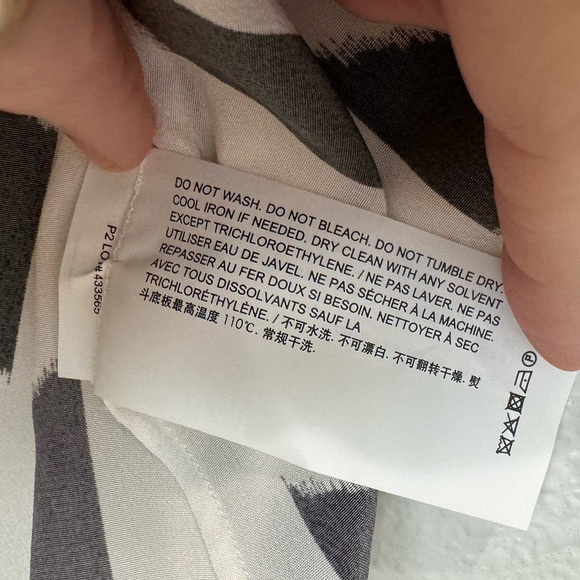 DO NOT WASH. DO NOT BLEACH. DO NOT TUMBLE DRY.
COOL IRON IF NEEDED. DRY CLEAN WITH ANY SOLVENT
EXCEPT TRICHLOROETHYLENE. / NE PAS LAVER. NE PAS
UTILISER EAU DE JAVEL. NE PAS SÉCHER À LA MACHINE.
REPASSER AU FER DOUX SI BESOIN. NETTOYER À SEC
AVEC TOUS DISSOLVANTS SAUF LA
TRICHLORÉTHYLÈNE. / 不可水洗. 不可漂白. 不可翻转干燥. 熨
斗底板最高温度 110℃. 常规干洗.
P2 LO# 433565